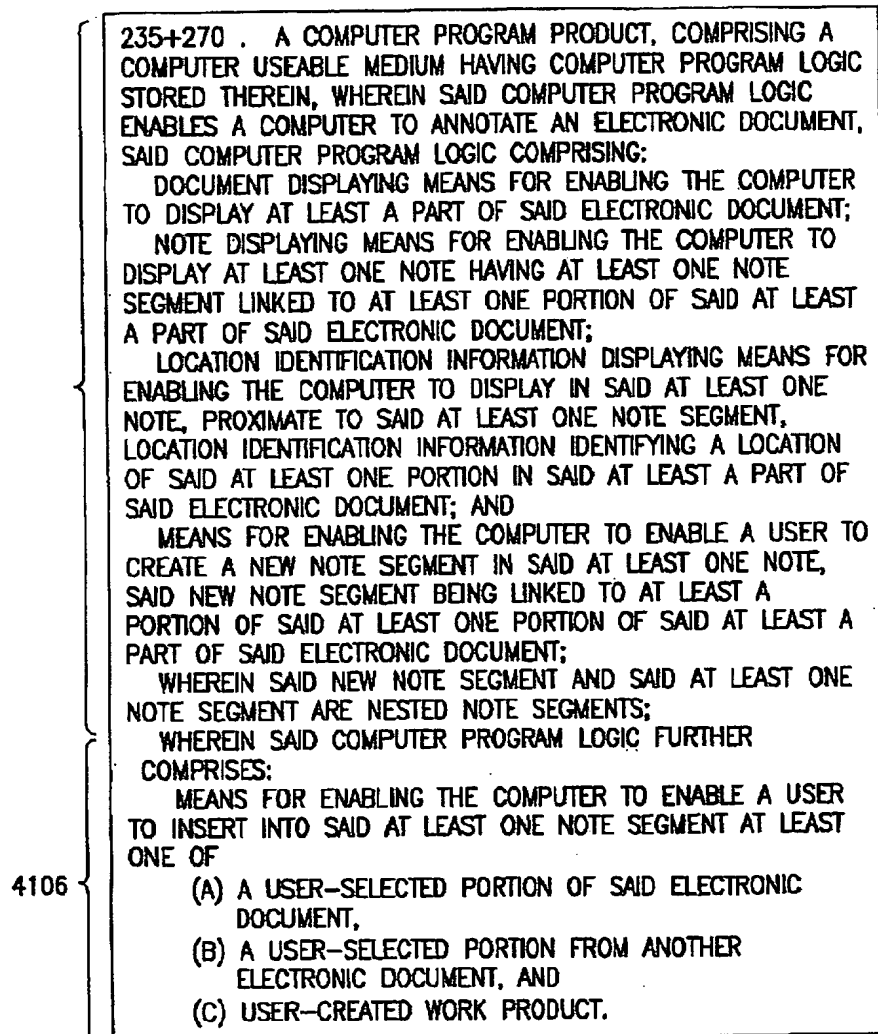 235+270 . A COMPUTER PROGRAM PRODUCT, COMPRISING A
COMPUTER USEABLE MEDIUM HAVING COMPUTER PROGRAM LOGIC
STORED THEREIN, WHEREIN SAID COMPUTER PROGRAM LOGIC
ENABLES A COMPUTER TO ANNOTATE AN ELECTRONIC DOCUMENT,
SAID COMPUTER PROGRAM LOGIC COMPRISING:
DOCUMENT DISPLAYING MEANS FOR ENABLING THE COMPUTER
TO DISPLAY AT LEAST A PART OF SAID ELECTRONIC DOCUMENT;
NOTE DISPLAYING MEANS FOR ENABLING THE COMPUTER TO
DISPLAY AT LEAST ONE NOTE HAVING AT LEAST ONE NOTE
SEGMENT LINKED TO AT LEAST ONE PORTION OF SAID AT LEAST
A PART OF SAID ELECTRONIC DOCUMENT;
LOCATION IDENTIFICATION INFORMATION DISPLAYING MEANS FOR
ENABLING THE COMPUTER TO DISPLAY IN SAID AT LEAST ONE
NOTE, PROXIMATE TO SAID AT LEAST ONE NOTE SEGMENT,
LOCATION IDENTIFICATION INFORMATION IDENTIFYING A LOCATION
OF SAID AT LEAST ONE PORTION IN SAID AT LEAST A PART OF
SAID ELECTRONIC DOCUMENT; AND
MEANS FOR ENABLING THE COMPUTER TO ENABLE A USER TO
CREATE A NEW NOTE SEGMENT IN SAID AT LEAST ONE NOTE,
SAID NEW NOTE SEGMENT BEING LINKED TO AT LEAST A
PORTION OF SAID AT LEAST ONE PORTION OF SAID AT LEAST A
PART OF SAID ELECTRONIC DOCUMENT;
WHEREIN SAID NEW NOTE SEGMENT AND SAID AT LEAST ONE
NOTE SEGMENT ARE NESTED NOTE SEGMENTS;
WHEREIN SAID COMPUTER PROGRAM LOGIC FURTHER
COMPRISES:
MEANS FOR ENABLING THE COMPUTER TO ENABLE A USER
TO INSERT INTO SAID AT LEAST ONE NOTE SEGMENT AT LEAST
ONE OF
4106
(A) A USER-SELECTED PORTION OF SAID ELECTRONIC
DOCUMENT,
(B) A USER-SELECTED PORTION FROM ANOTHER
ELECTRONIC DOCUMENT, AND
(C) USER-CREATED WORK PRODUCT.